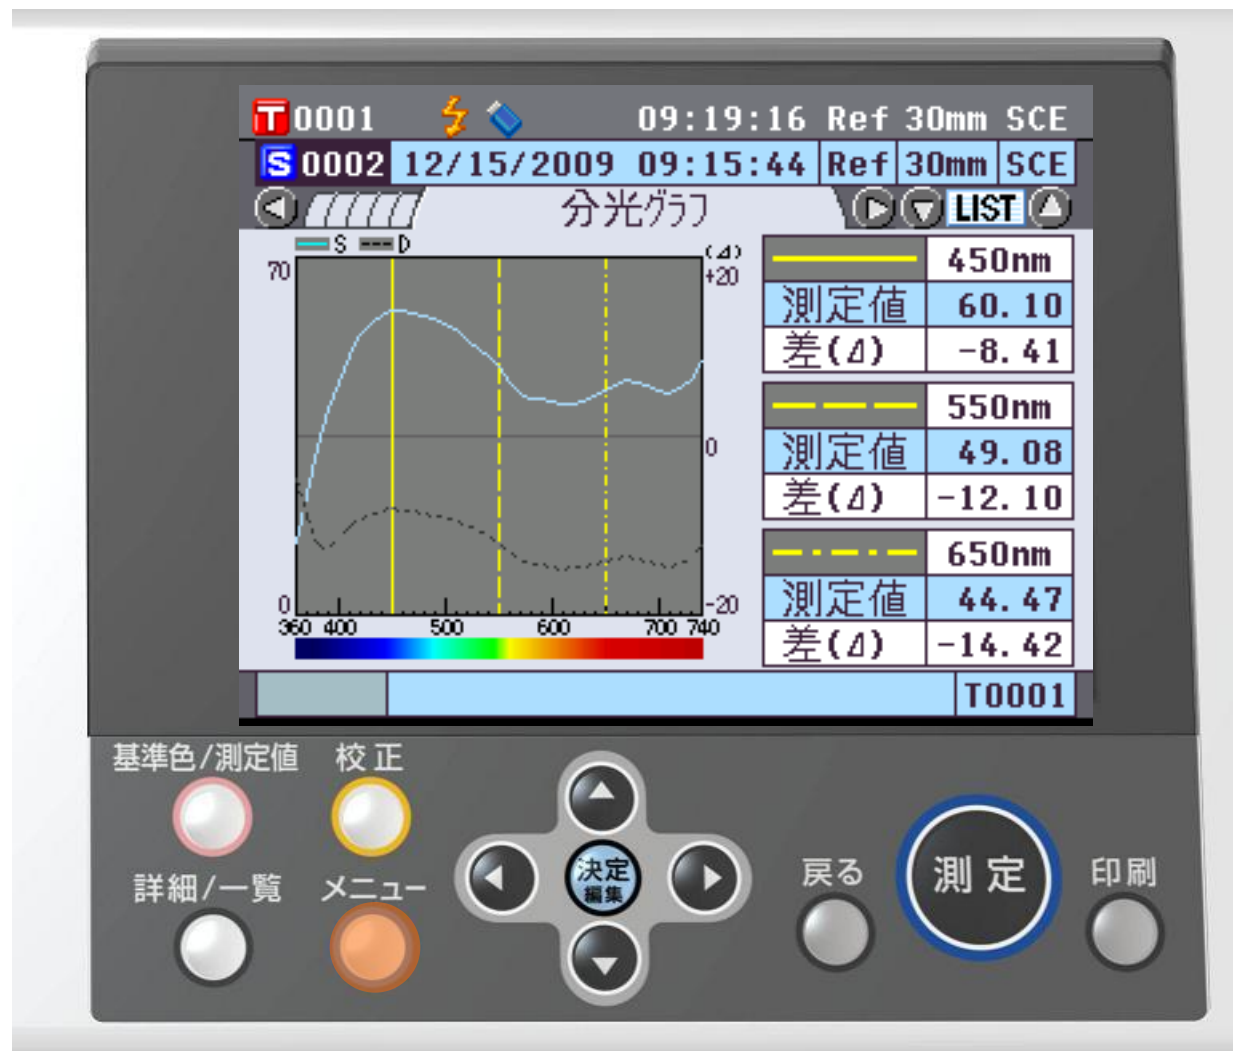 T 0001 09:19:16 Ref 30mm SCE
S 0002 12/15/2009 09:15:44 Ref 30mm SCE
分光グラフ LIST
S D
70 (⊿) +20
0
0 -20
360 400 500 600 700 740
450nm
測定値 60.10
差(⊿) -8.41
550nm
測定値 49.08
差(⊿) -12.10
650nm
測定値 44.47
差(⊿) -14.42
T0001
基準色/測定値 校正
詳細/一覧 メニュー
決定
編集
戻る 測定 印刷